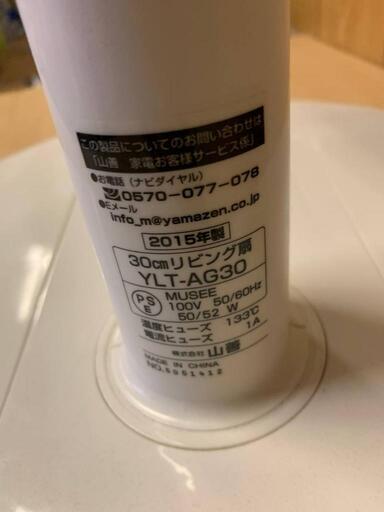 この製品についてのお問い合わせは
「山善 家電お客様サービス係」
●お電話（ナビダイヤル）
0570-077-078
●Eメール
info_m@yamazen.co.jp
2015年製
30cmリビング扇
YLT-AG30
PS
E
MUSEE
100V 50/60Hz
50/52 W
温度ヒューズ 133℃
電流ヒューズ 1A
株式会社 山善
MADE IN CHINA
NO.5051412